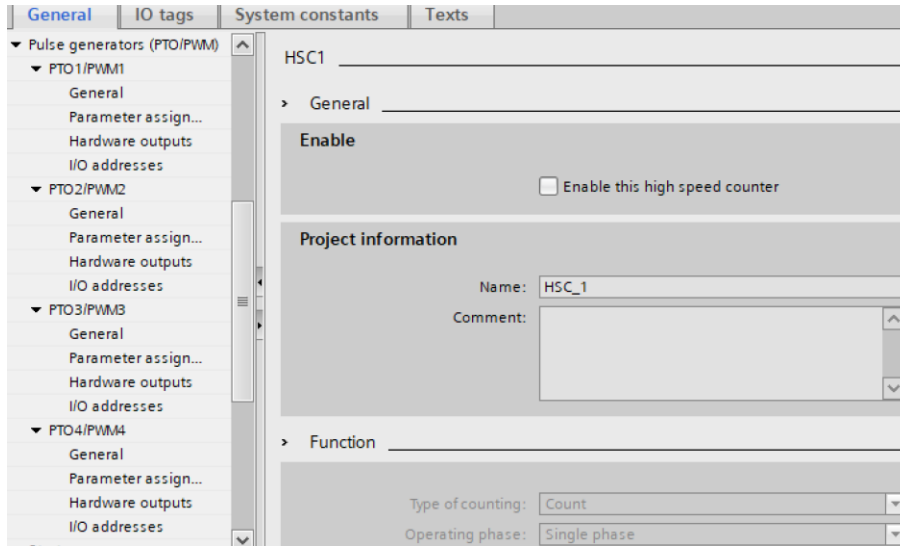 General IO tags System constants Texts
Pulse generators (PTO/PWM)
PTO1/PWM1
General
Parameter assign...
Hardware outputs
I/O addresses
PTO2/PWM2
General
Parameter assign...
Hardware outputs
I/O addresses
PTO3/PWM3
General
Parameter assign...
Hardware outputs
I/O addresses
PTO4/PWM4
General
Parameter assign...
Hardware outputs
I/O addresses
HSC1
General
Enable
Enable this high speed counter
Project information
Name: HSC_1
Comment:
Function
Type of counting: Count
Operating phase: Single phase